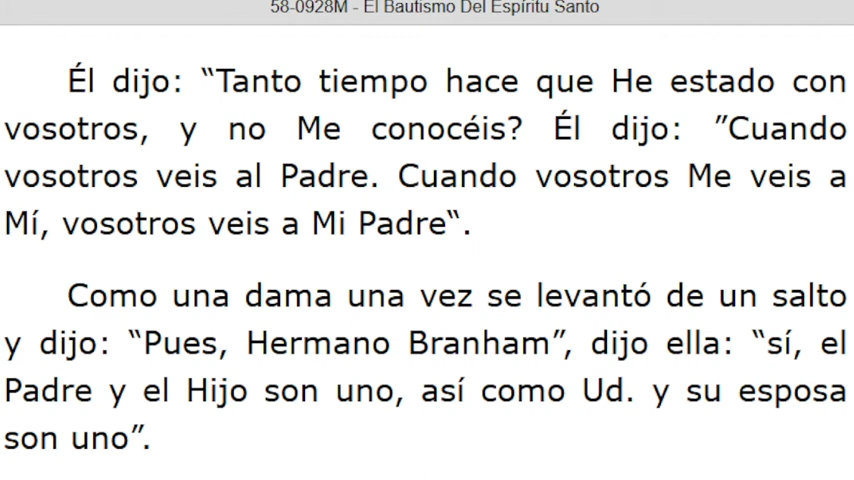 58-0928M - El Bautismo Del Espíritu Santo
Él dijo: “Tanto tiempo hace que He estado con
vosotros, y no Me conocéis? Él dijo: ”Cuando
vosotros veis al Padre. Cuando vosotros Me veis a
Mí, vosotros veis a Mi Padre“.
Como una dama una vez se levantó de un salto
y dijo: “Pues, Hermano Branham”, dijo ella: “sí, el
Padre y el Hijo son uno, así como Ud. y su esposa
son uno”.